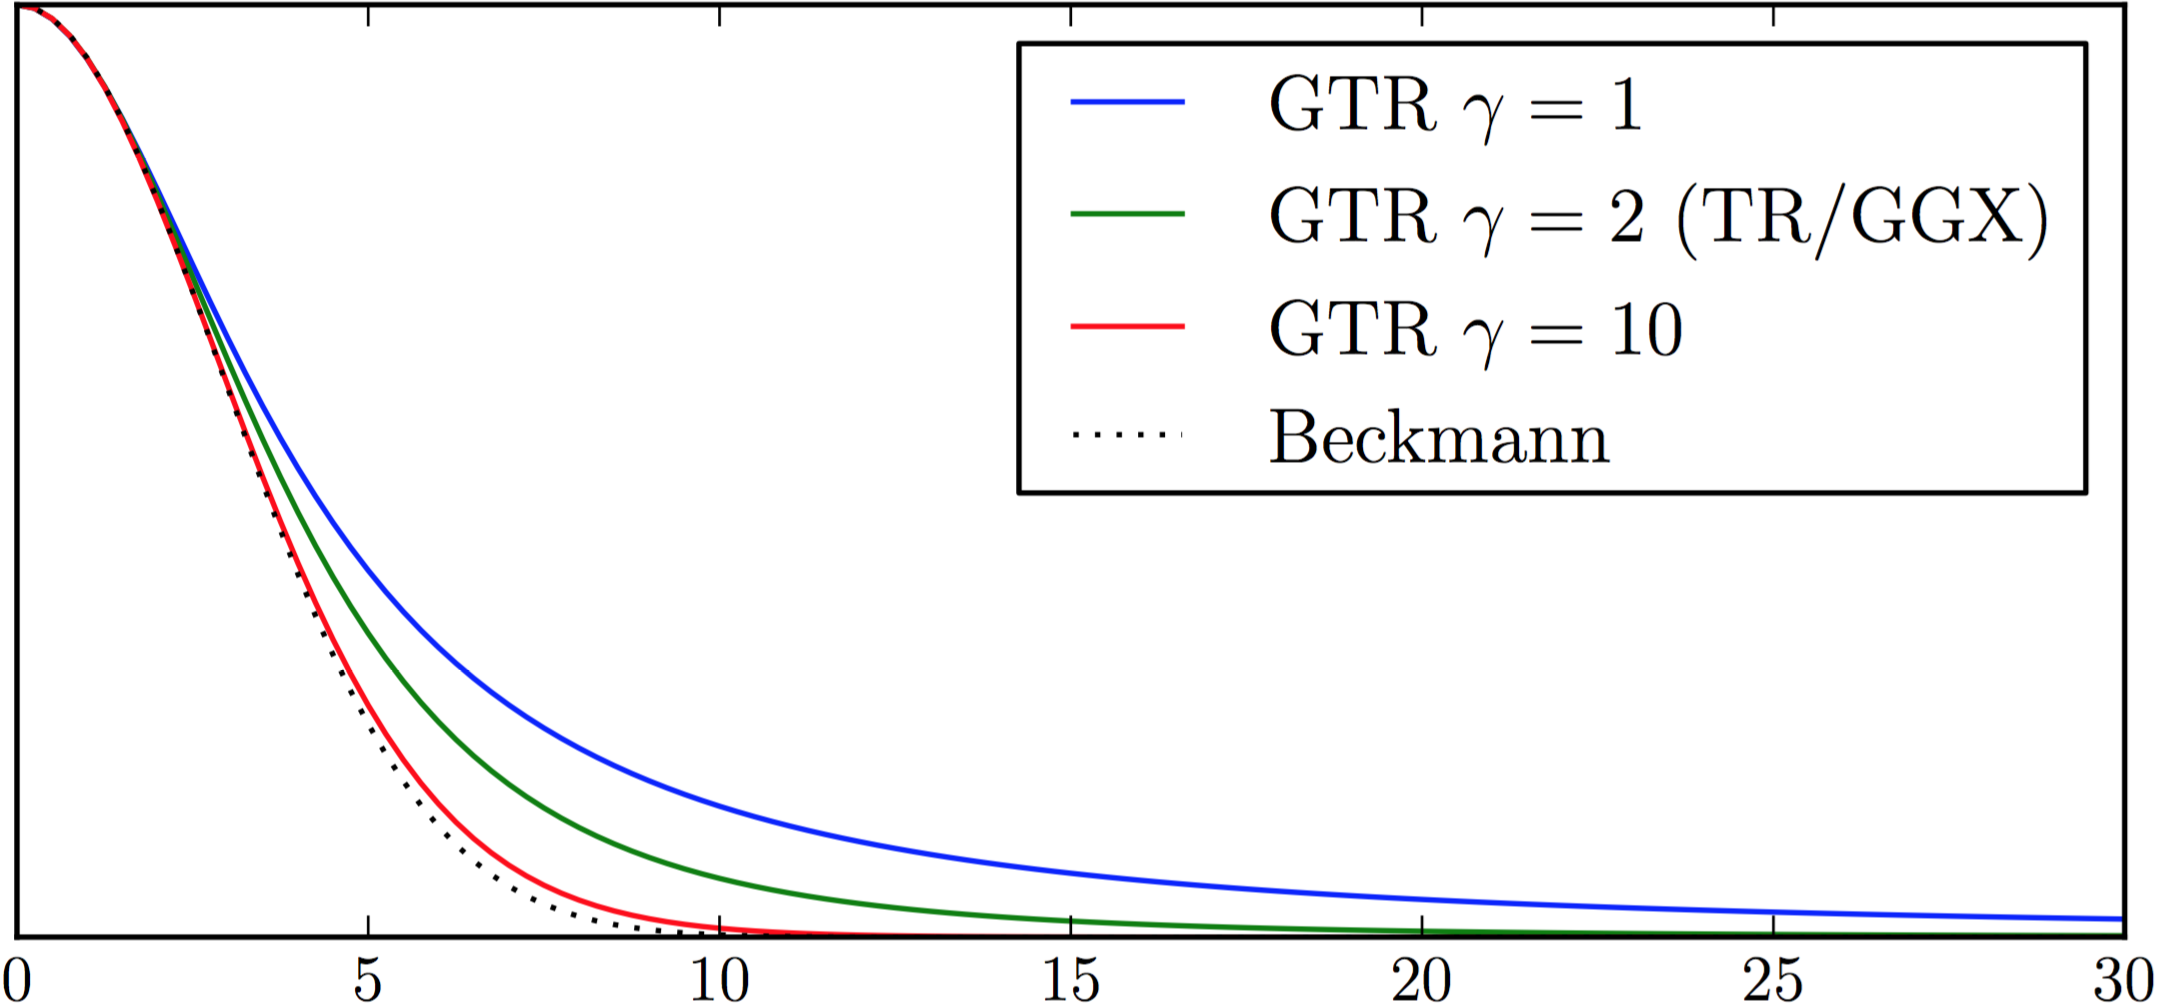 GTR γ = 1
GTR γ = 2 (TR/GGX)
GTR γ = 10
Beckmann
0 5 10 15 20 25 30